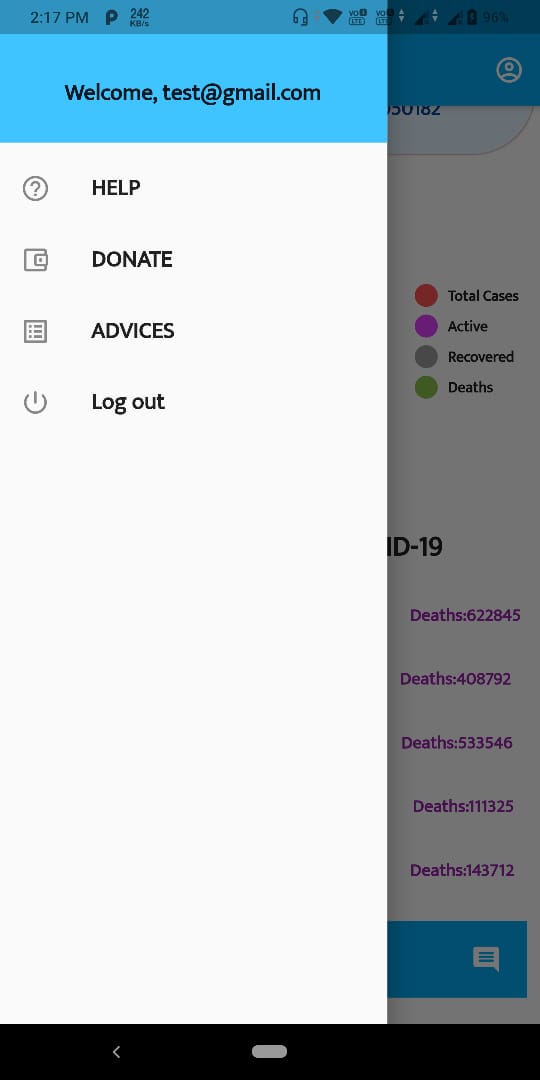 2:17 PM
242
KB/s
96%
Welcome, test@gmail.com
HELP
DONATE
ADVICES
Log out
Total Cases
Active
Recovered
Deaths
ID-19
Deaths:622845
Deaths:408792
Deaths:533546
Deaths:111325
Deaths:143712